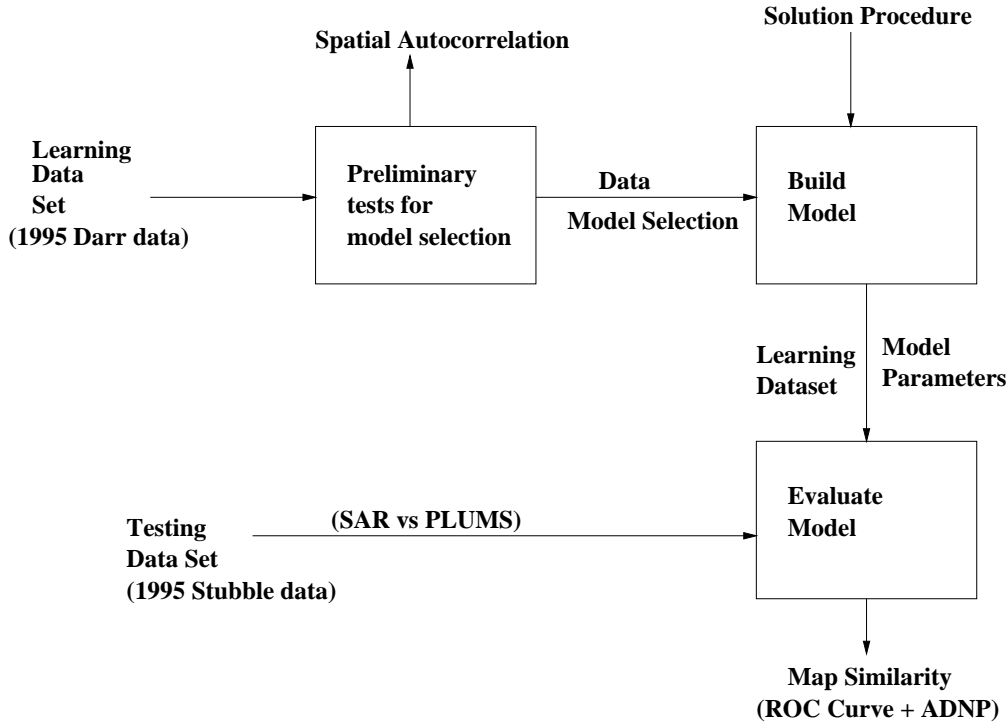 Solution Procedure
Spatial Autocorrelation
Learning
Data
Set
(1995 Darr data)
Preliminary
tests for
model selection
Data
Model Selection
Build
Model
Learning
Dataset
Model
Parameters
Evaluate
Model
(SAR vs PLUMS)
Testing
Data Set
(1995 Stubble data)
Map Similarity
(ROC Curve + ADNP)